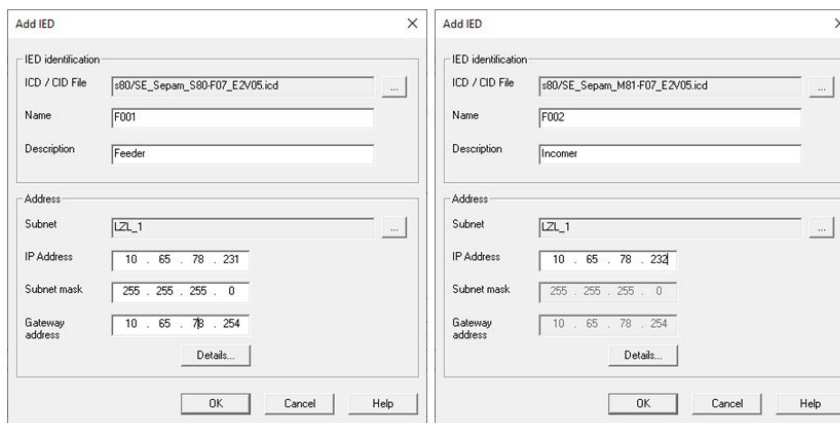 Add IED
IED identification
ICD / CID File
s80/SE_Sepam_S80-F07_E2V05.icd
...
Name
F001
Description
Feeder
Address
Subnet
LZL_1
...
IP Address
10 . 65 . 78 . 231
Subnet mask
255 . 255 . 255 . 0
Gateway
address
10 . 65 . 78 . 254
Details...
OK
Cancel
Help
Add IED
IED identification
ICD / CID File
s80/SE_Sepam_M81-F07_E2V05.icd
...
Name
F002
Description
Incomer
Address
Subnet
LZL_1
...
IP Address
10 . 65 . 78 . 232
Subnet mask
255 . 255 . 255 . 0
Gateway
address
10 . 65 . 78 . 254
Details...
OK
Cancel
Help